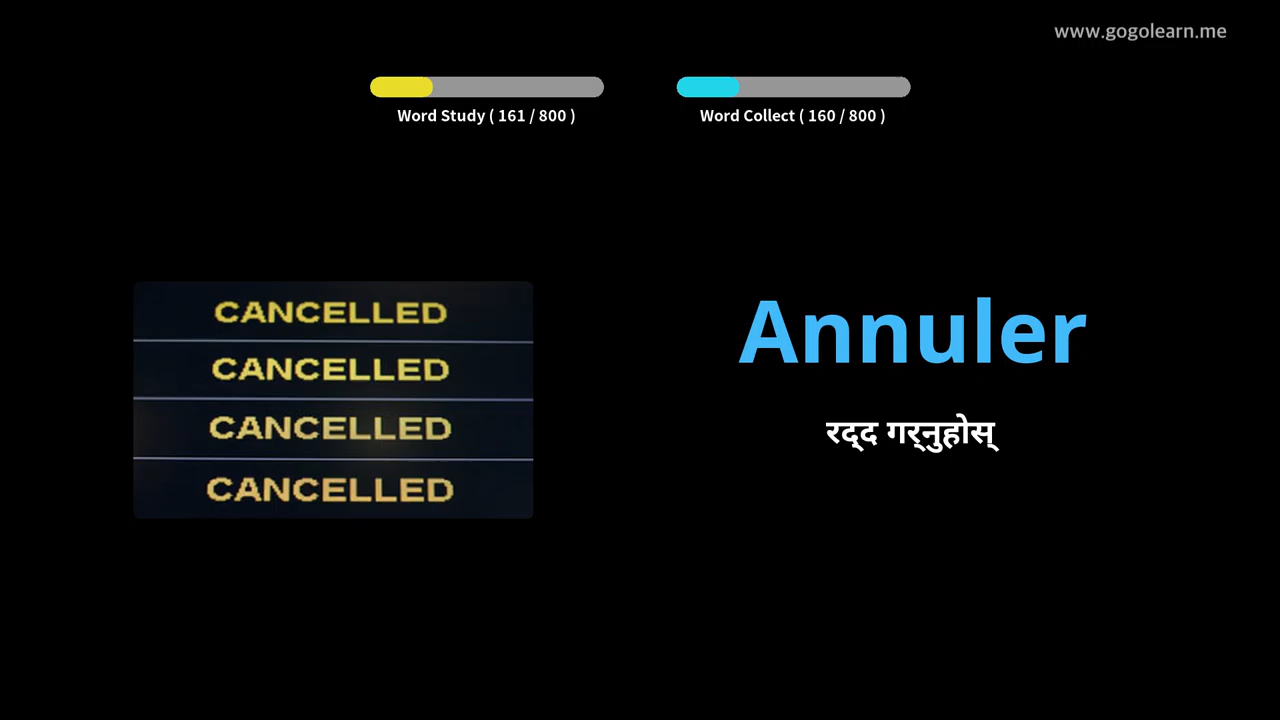 www.gogolearn.me
Word Study ( 161 / 800 )
Word Collect ( 160 / 800 )
CANCELLED
CANCELLED
CANCELLED
CANCELLED
Annuler
रद्द गर्नुहोस्